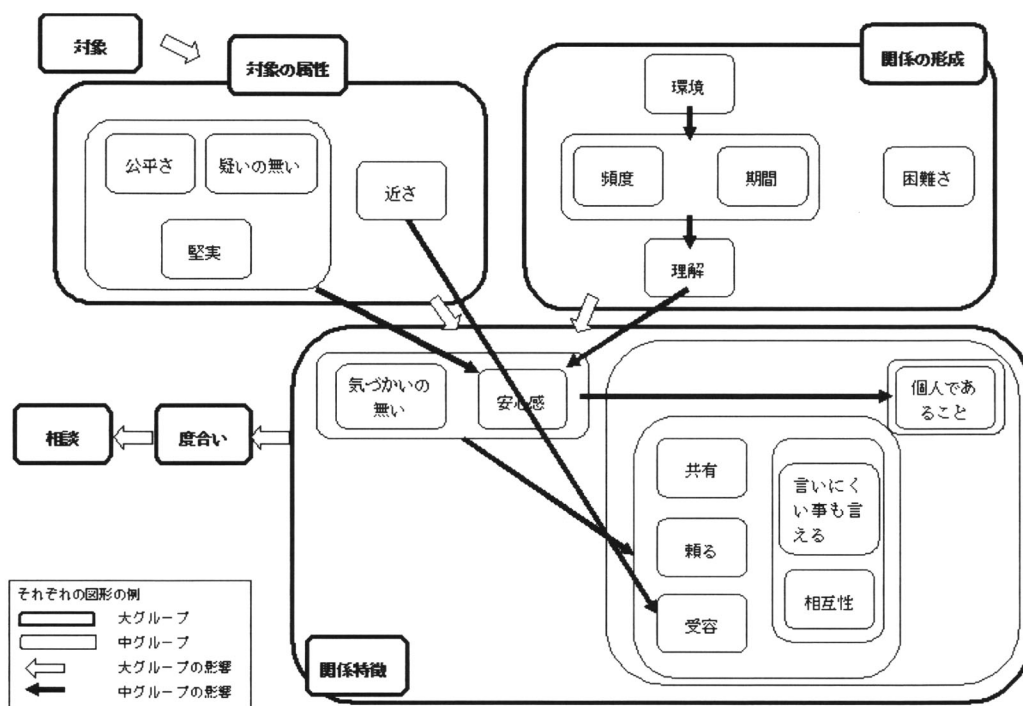 対象
対象の属性
関係の形成
環境
公平さ
疑いの無い
近さ
頻度
期間
困難さ
堅実
理解
気づかいの
無い
安心感
個人であ
ること
相談
度合い
共有
言いにく
い事も言
える
頼る
相互性
受容
関係特徴
それぞれの図形の例
大グループ
中グループ
大グループの影響
中グループの影響